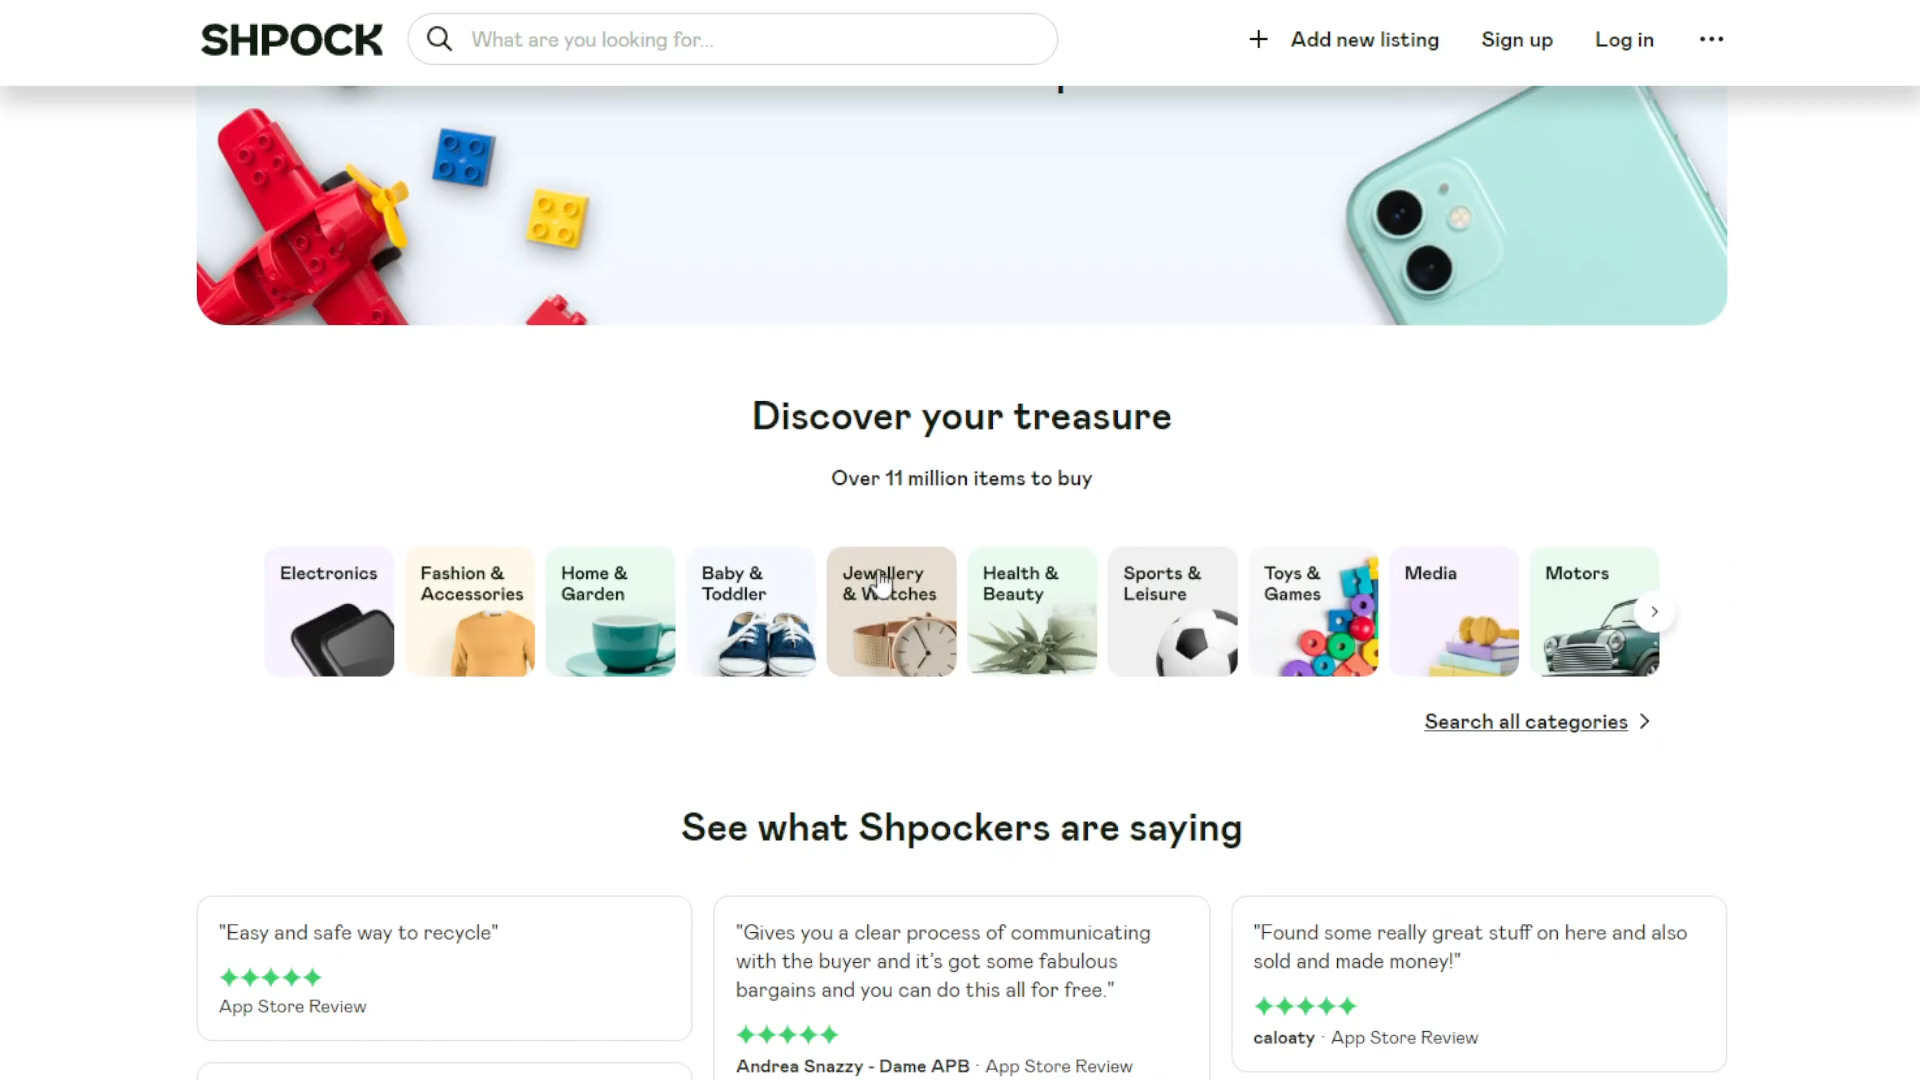 SHPOCK
What are you looking for...
+ Add new listing
Sign up
Log in
Discover your treasure
Over 11 million items to buy
Electronics
Fashion &
Accessories
Home &
Garden
Baby &
Toddler
Jewellery
& Watches
Health &
Beauty
Sports &
Leisure
Toys &
Games
Media
Motors
Search all categories
See what Shpockers are saying
"Easy and safe way to recycle"
App Store Review
"Gives you a clear process of communicating
with the buyer and it's got some fabulous
bargains and you can do this all for free."
Andrea Snazzy - Dame APB · App Store Review
"Found some really great stuff on here and also
sold and made money!"
caloaty · App Store Review